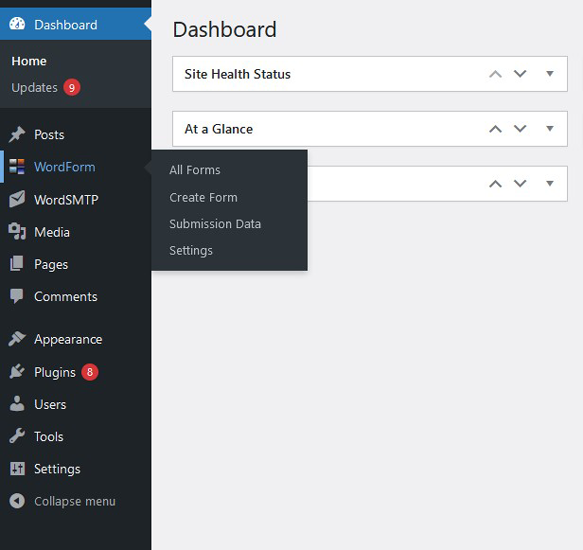 Dashboard
Home
Updates 9
Posts
WordForm
WordSMTP
Media
Pages
Comments
Appearance
Plugins 8
Users
Tools
Settings
Collapse menu
All Forms
Create Form
Submission Data
Settings
Dashboard
Site Health Status
At a Glance